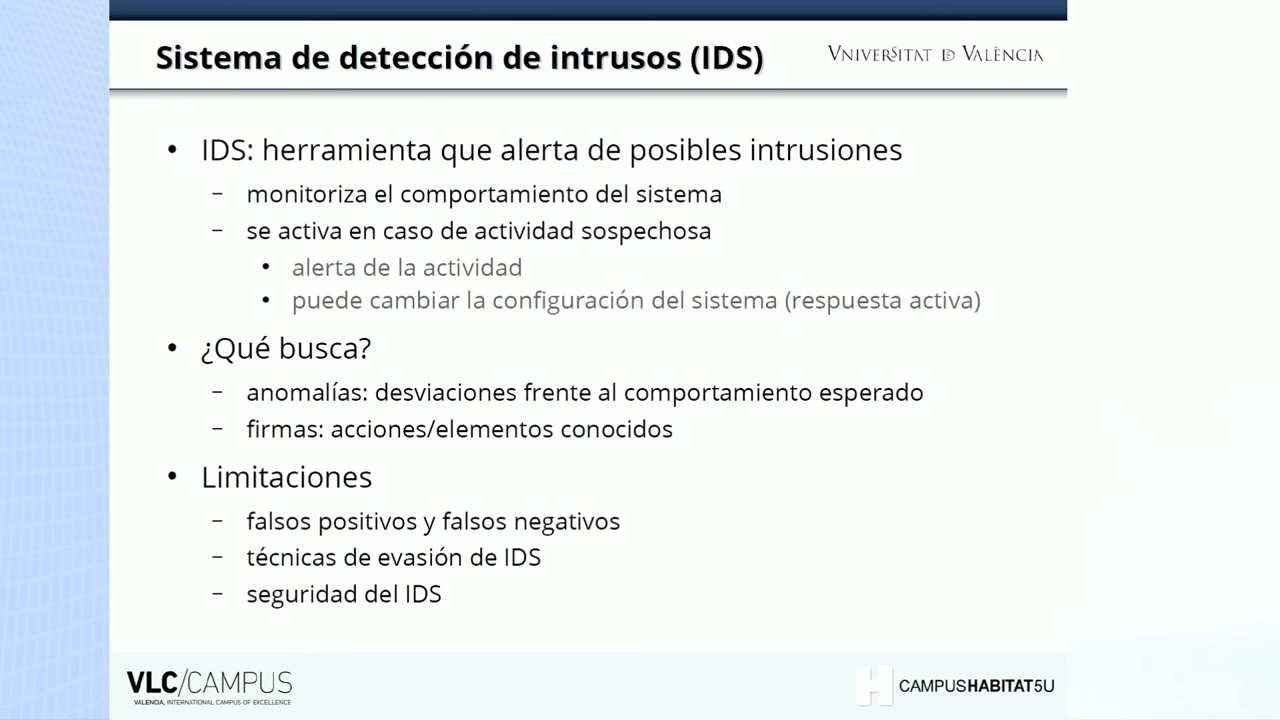 Sistema de detección de intrusos (IDS)
VNIVERSITAT DE VALÈNCIA
• IDS: herramienta que alerta de posibles intrusiones
– monitoriza el comportamiento del sistema
– se activa en caso de actividad sospechosa
• alerta de la actividad
• puede cambiar la configuración del sistema (respuesta activa)
• ¿Qué busca?
– anomalías: desviaciones frente al comportamiento esperado
– firmas: acciones/elementos conocidos
• Limitaciones
– falsos positivos y falsos negativos
– técnicas de evasión de IDS
– seguridad del IDS
VLC/CAMPUS
VALENCIA, INTERNATIONAL CAMPUS OF EXCELLENCE
H CAMPUSHABITAT5U